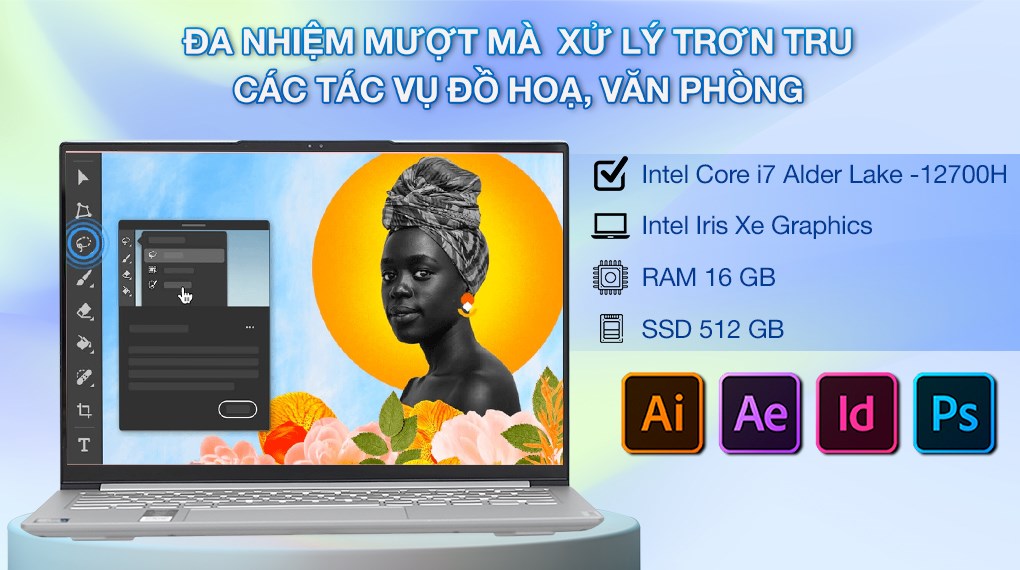 ĐA NHIỆM MƯỢT MÀ XỬ LÝ TRƠN TRU
CÁC TÁC VỤ ĐỒ HOẠ, VĂN PHÒNG
Intel Core i7 Alder Lake -12700H
Intel Iris Xe Graphics
RAM 16 GB
SSD 512 GB
Ai Ae Id Ps
T